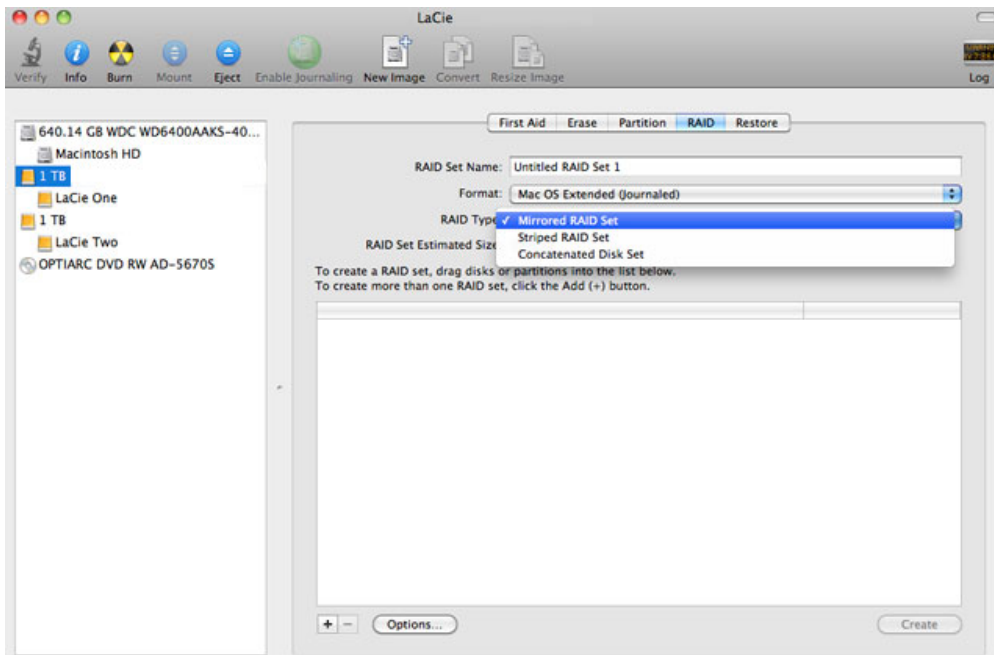 LaCie
Verify Info Burn Mount Eject Enable Journaling New Image Convert Resize Image Log
640.14 GB WDC WD6400AAKS-40...
Macintosh HD
1 TB
LaCie One
1 TB
LaCie Two
OPTIARC DVD RW AD-5670S
First Aid Erase Partition RAID Restore
RAID Set Name: Untitled RAID Set 1
Format: Mac OS Extended (Journaled)
RAID Type ✓ Mirrored RAID Set
Striped RAID Set
RAID Set Estimated Size
Concatenated Disk Set
To create a RAID set, drag disks or partitions into the list below.
To create more than one RAID set, click the Add (+) button.
+ − Options... Create